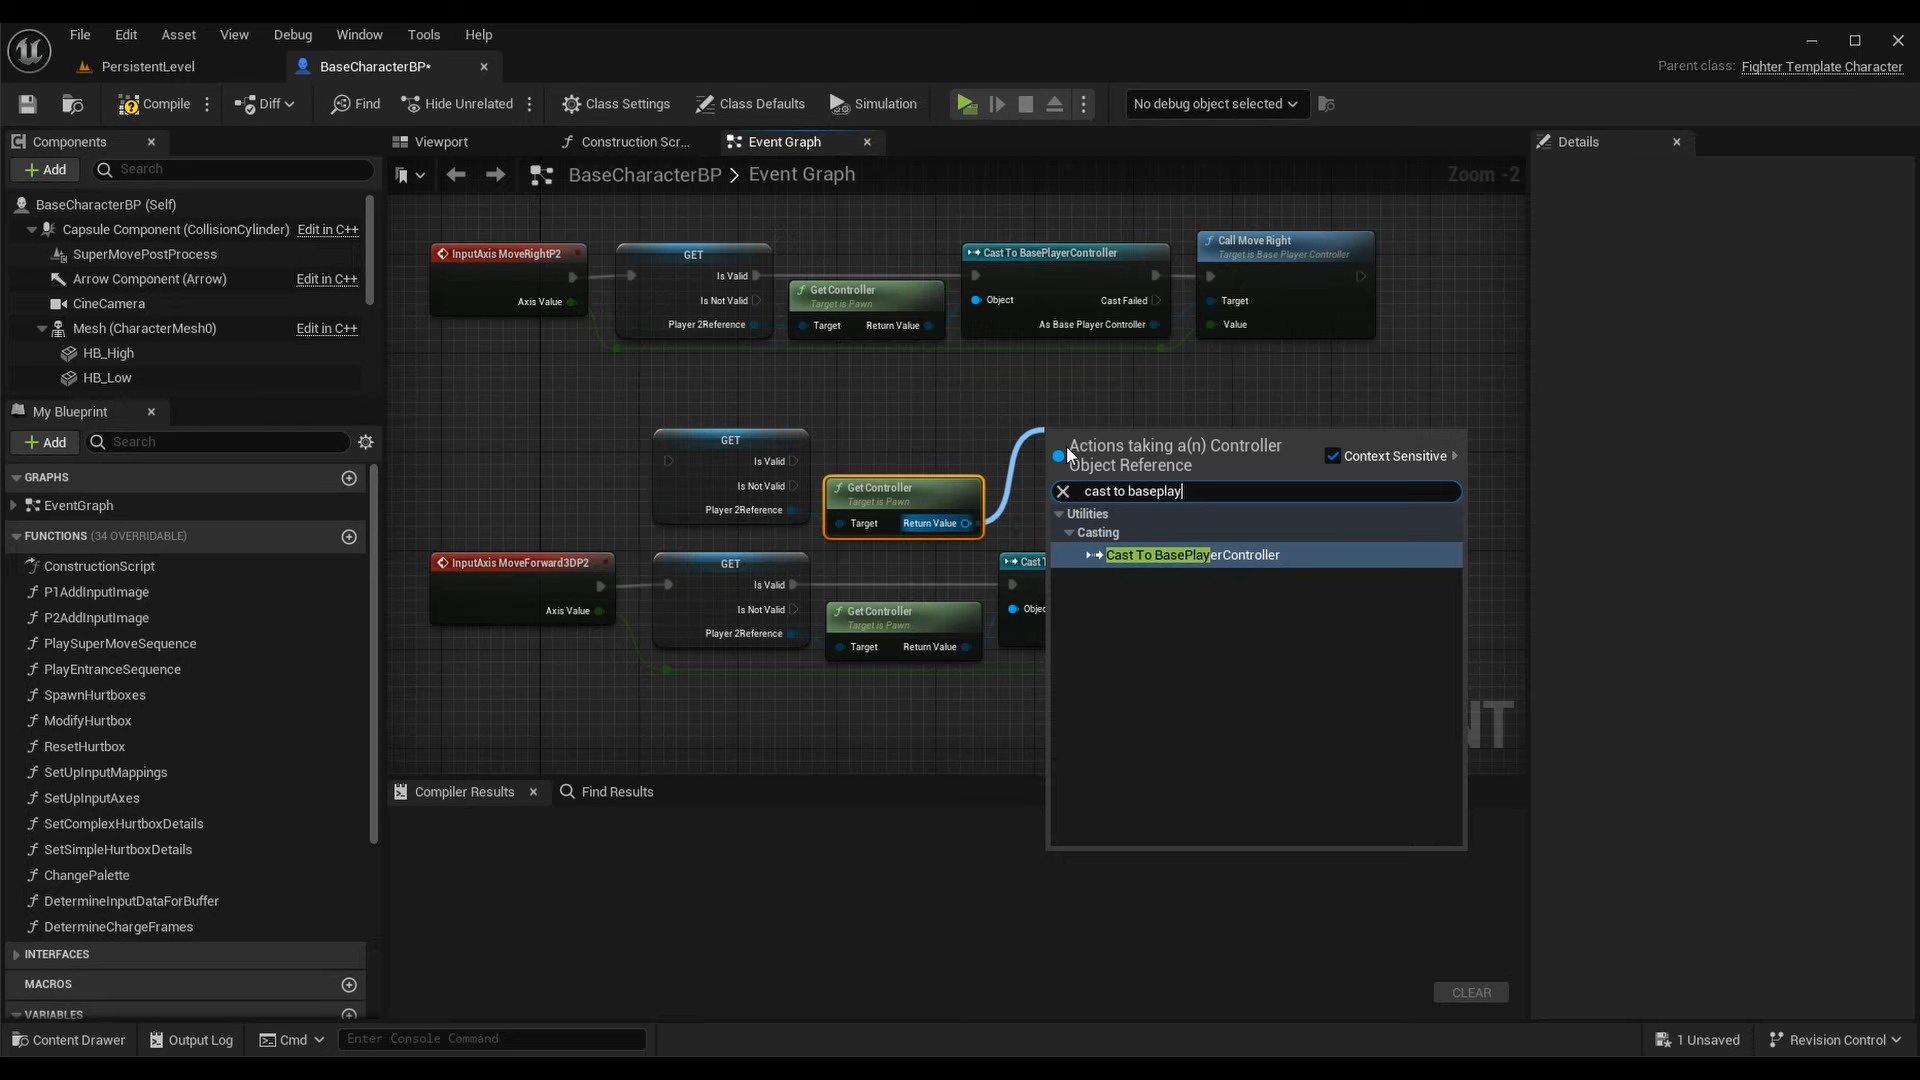 File Edit Asset View Debug Window Tools Help
PersistentLevel
BaseCharacterBP*
Parent class: Fighter Template Character
Compile
Diff
Find
Hide Unrelated
Class Settings
Class Defaults
Simulation
No debug object selected
Components
Viewport
Construction Scr...
Event Graph
Details
Add
Search
BaseCharacterBP > Event Graph
Zoom -2
BaseCharacterBP (Self)
Capsule Component (CollisionCylinder) Edit in C++
SuperMovePostProcess
Arrow Component (Arrow) Edit in C++
CineCamera
Mesh (CharacterMesh0) Edit in C++
HB_High
HB_Low
My Blueprint
Add
Search
GRAPHS
EventGraph
FUNCTIONS (34 OVERRIDABLE)
ConstructionScript
P1AddInputImage
P2AddInputImage
PlaySuperMoveSequence
PlayEntranceSequence
SpawnHurtboxes
ModifyHurtbox
ResetHurtbox
SetUpInputMappings
SetUpInputAxes
SetComplexHurtboxDetails
SetSimpleHurtboxDetails
ChangePalette
DetermineInputDataForBuffer
DetermineChargeFrames
INTERFACES
MACROS
VARIABLES
InputAxis MoveRightP2
Axis Value
GET
Is Valid
Is Not Valid
Player 2Reference
Get Controller
Target is Pawn
Target Return Value
Cast To BasePlayerController
Object
Cast Failed
As Base Player Controller
Call Move Right
Target is Base Player Controller
Target
Value
GET
Is Valid
Is Not Valid
Player 2Reference
Get Controller
Target is Pawn
Target Return Value
Actions taking a(n) Controller
Object Reference
Context Sensitive
cast to baseplay
Utilities
Casting
Cast To BasePlayerController
InputAxis MoveForward3DP2
Axis Value
GET
Is Valid
Is Not Valid
Player 2Reference
Get Controller
Target is Pawn
Target Return Value
Cast T
Objec
NT
Compiler Results
Find Results
CLEAR
Content Drawer
Output Log
Cmd
Enter Console Command
1 Unsaved
Revision Control